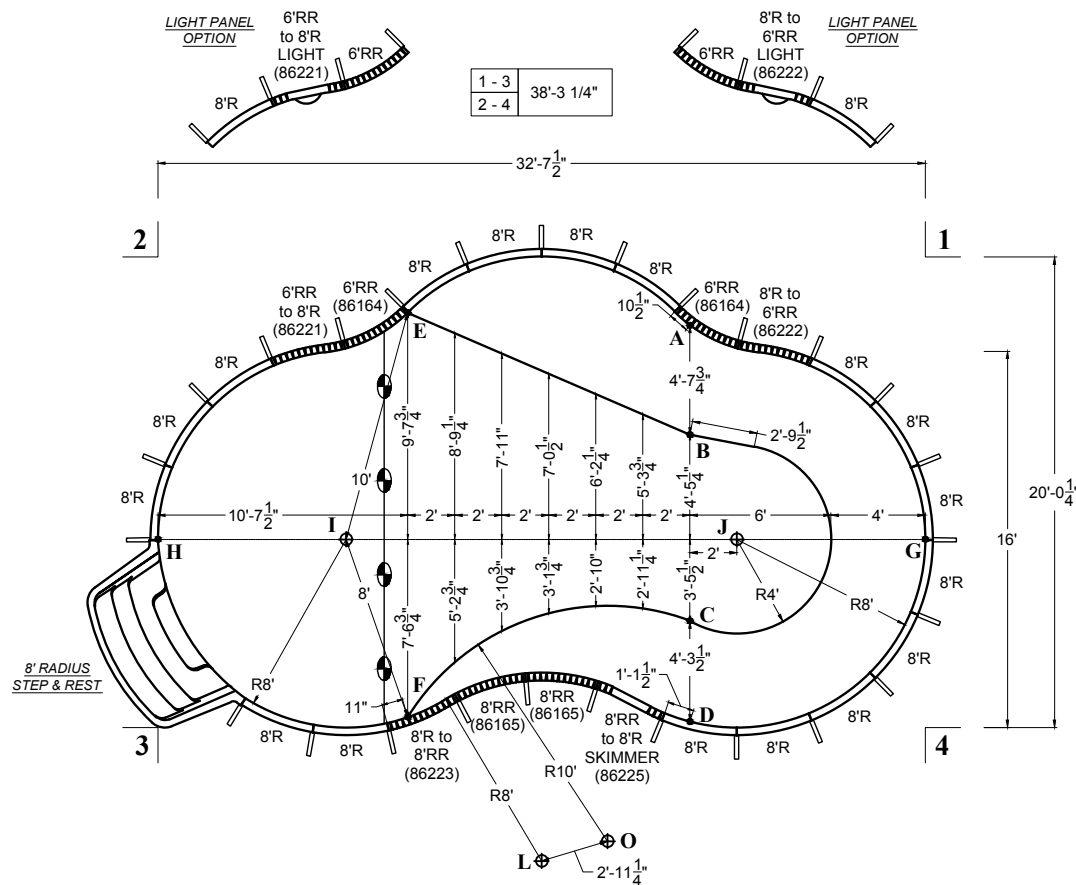 LIGHT PANEL
OPTION
6'RR
to 8'R
LIGHT
(86221)
6'RR
8'R
1 - 3
2 - 4
38'-3 1/4"
6'RR
8'R to
6'RR
LIGHT
(86222)
LIGHT PANEL
OPTION
8'R
32'-7 1/2"
2
1
8'R
8'R
8'R
8'R
6'RR
to 8'R
(86221)
6'RR
(86164)
6'RR
(86164)
8'R to
6'RR
(86222)
10 1/2"
E
A
8'R
8'R
8'R
8'R
8'R
8'R
4'-7 3/4"
2'-9 1/2"
B
9'-7 3/4"
8'-9 1/4"
7'-11"
7'-0 1/2"
6'-2 1/4"
5'-3 3/4"
4'-5 1/4"
10'
20'-0 1/4"
16'
10'-7 1/2"
I
2'
2'
2'
2'
2'
2'
6'
J
4'
H
G
2'
8'
7'-6 3/4"
5'-2 3/4"
3'-10 3/4"
3'-1 3/4"
2'-10"
2'-11 1/4"
3'-5 1/2"
R4'
R8'
8'R
8'R
C
4'-3 1/2"
8' RADIUS
STEP & REST
R8'
11"
F
1'-1 1/2"
D
8'R
8'R
8'R
8'R
8'R
8'R
3
4
8'R to
8'RR
(86223)
8'RR
(86165)
8'RR
(86165)
8'RR
to 8'R
SKIMMER
(86225)
R8'
R10'
L
O
2'-11 1/4"